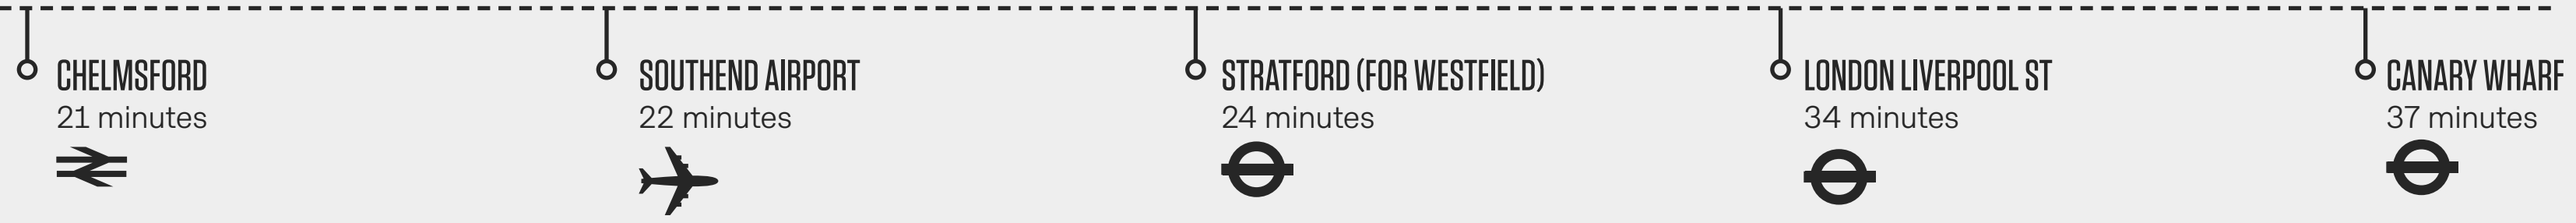 CHELMSFORD
21 minutes
SOUTHEND AIRPORT
22 minutes
STRATFORD (FOR WESTFIELD)
24 minutes
LONDON LIVERPOOL ST
34 minutes
CANARY WHARF
37 minutes